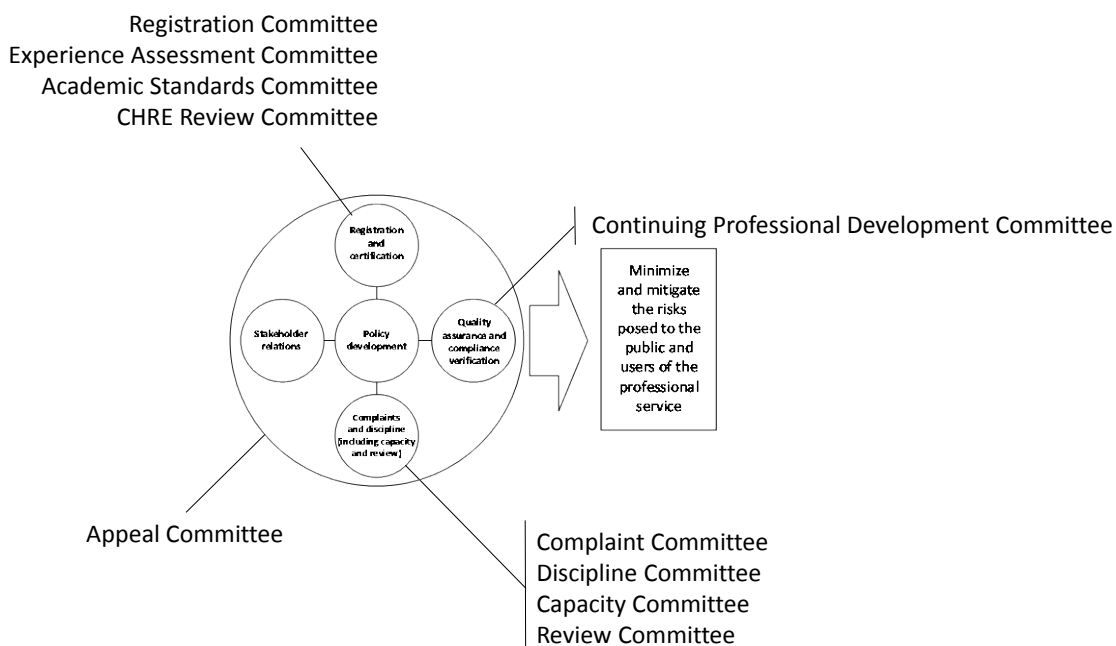 Registration Committee
Experience Assessment Committee
Academic Standards Committee
CHRE Review Committee
Registration
and
certification
Continuing Professional Development Committee
Stakeholder
relations
Policy
development
Quality
assurance and
compliance
verification
Minimize
and mitigate
the risks
posed to the
public and
users of the
professional
service
Complaints
and discipline
(including capacity
and review)
Appeal Committee
Complaint Committee
Discipline Committee
Capacity Committee
Review Committee